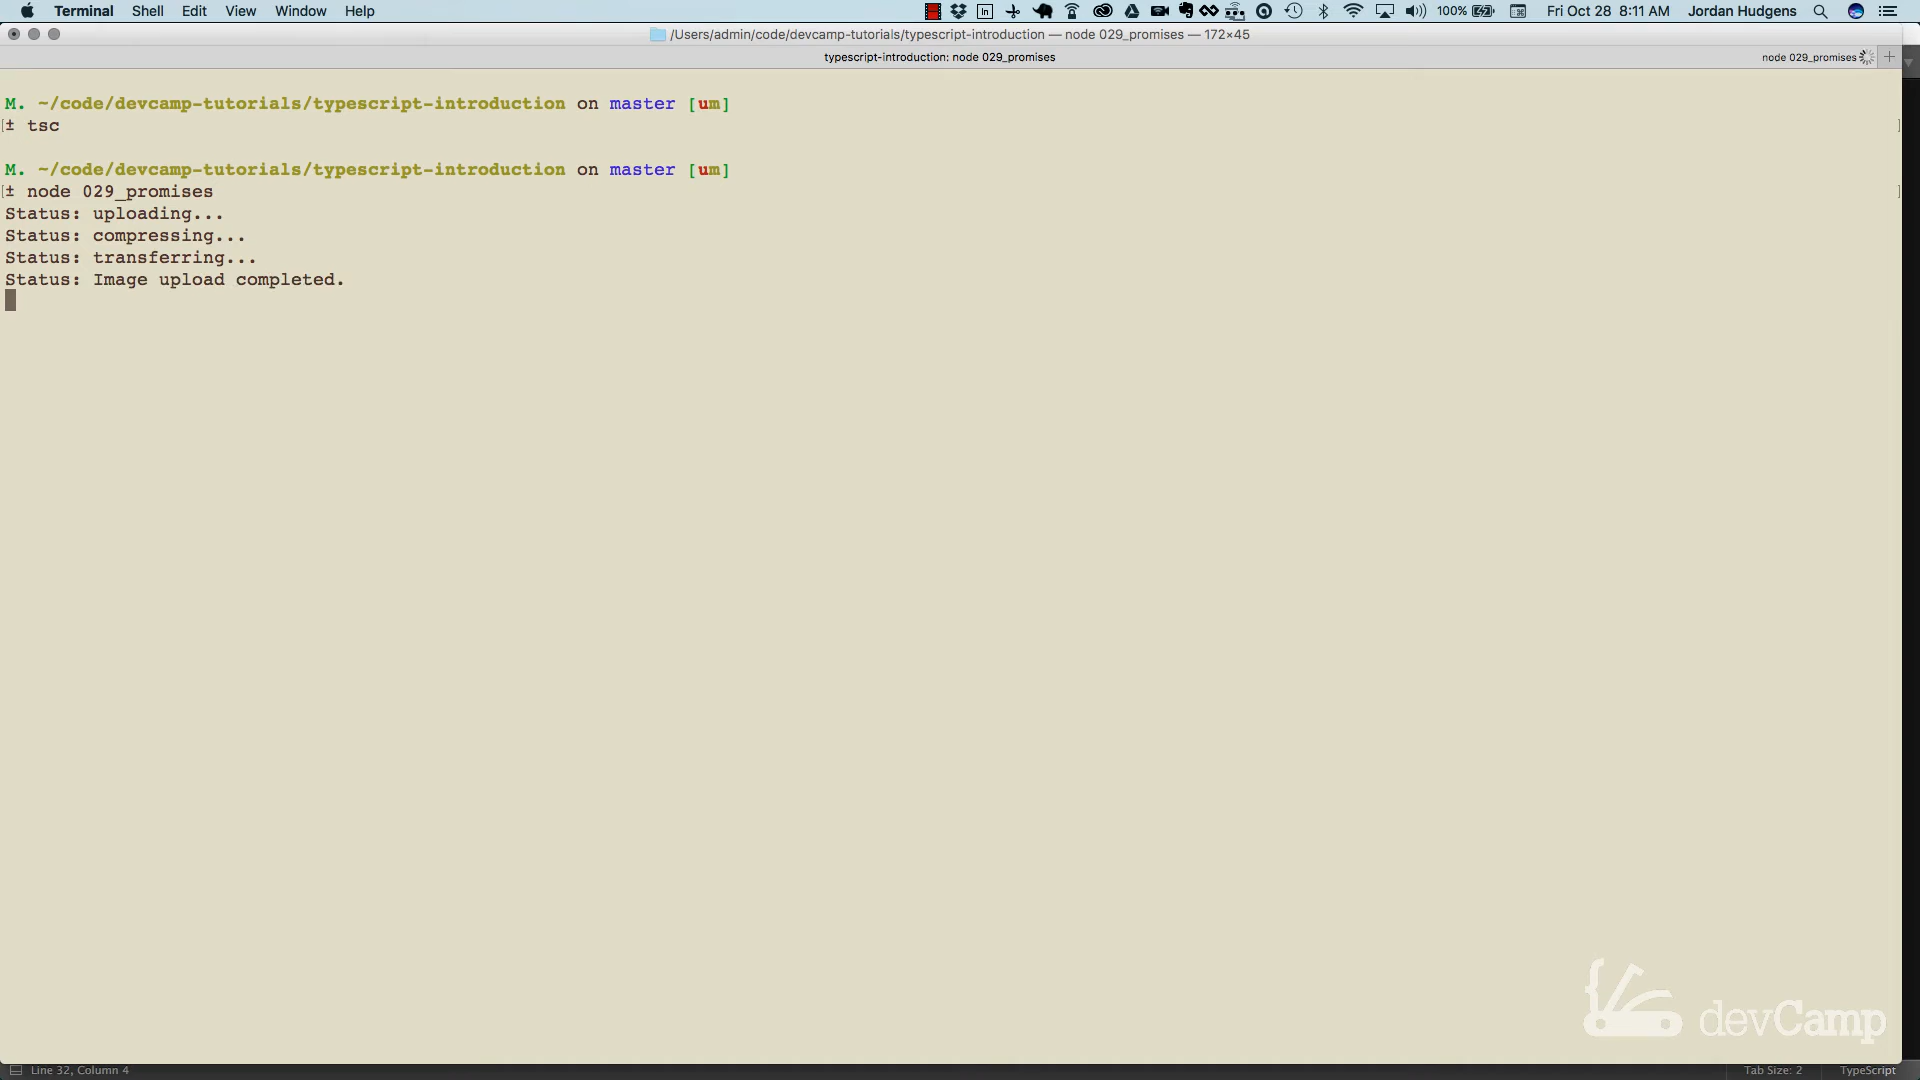 Terminal Shell Edit View Window Help 100% Fri Oct 28 8:11 AM Jordan Hudgens
/Users/admin/code/devcamp-tutorials/typescript-introduction — node 029_promises — 172×45
typescript-introduction: node 029_promises node 029_promises
M. ~/code/devcamp-tutorials/typescript-introduction on master [um]
[± tsc ]
M. ~/code/devcamp-tutorials/typescript-introduction on master [um]
[± node 029_promises ]
Status: uploading...
Status: compressing...
Status: transferring...
Status: Image upload completed.
devCamp
Line 32, Column 4 Tab Size: 2 TypeScript